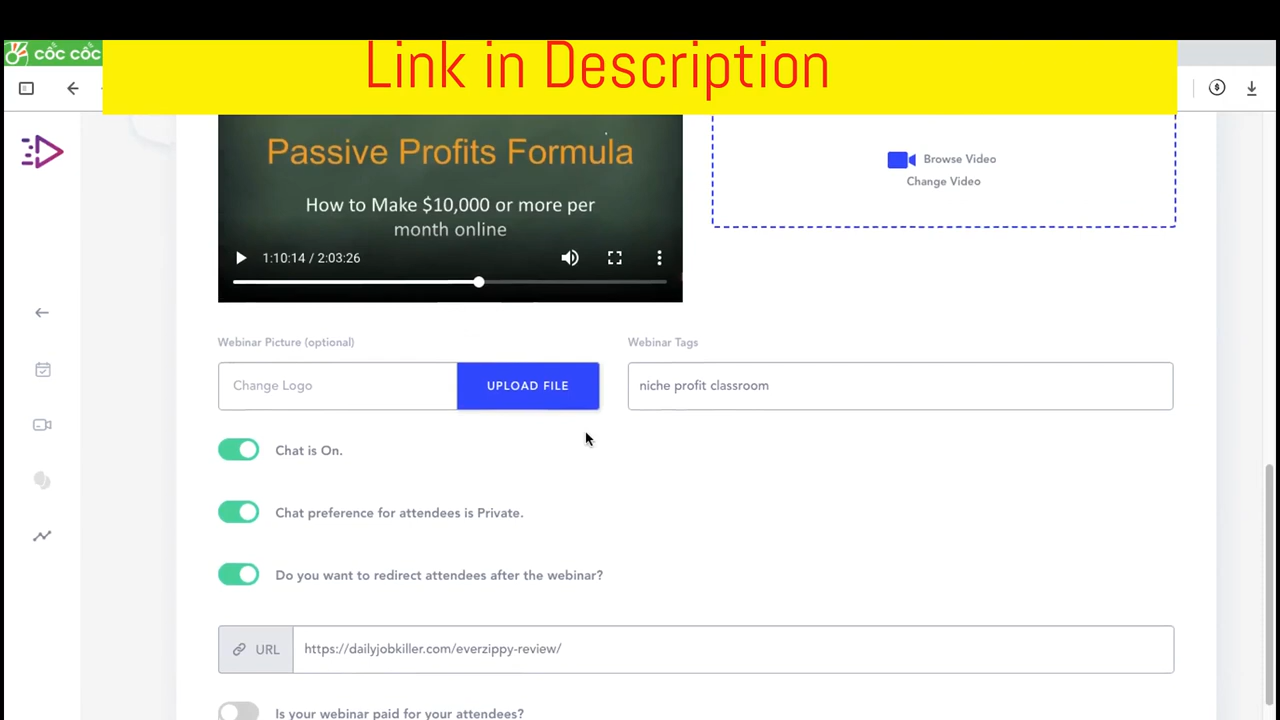 Link in Description
cốc cốc
Passive Profits Formula
How to Make $10,000 or more per
month online
1:10:14 / 2:03:26
Browse Video
Change Video
Webinar Picture (optional)
Webinar Tags
Change Logo
UPLOAD FILE
niche profit classroom
Chat is On.
Chat preference for attendees is Private.
Do you want to redirect attendees after the webinar?
URL
https://dailyjobkiller.com/everzippy-review/
Is your webinar paid for your attendees?